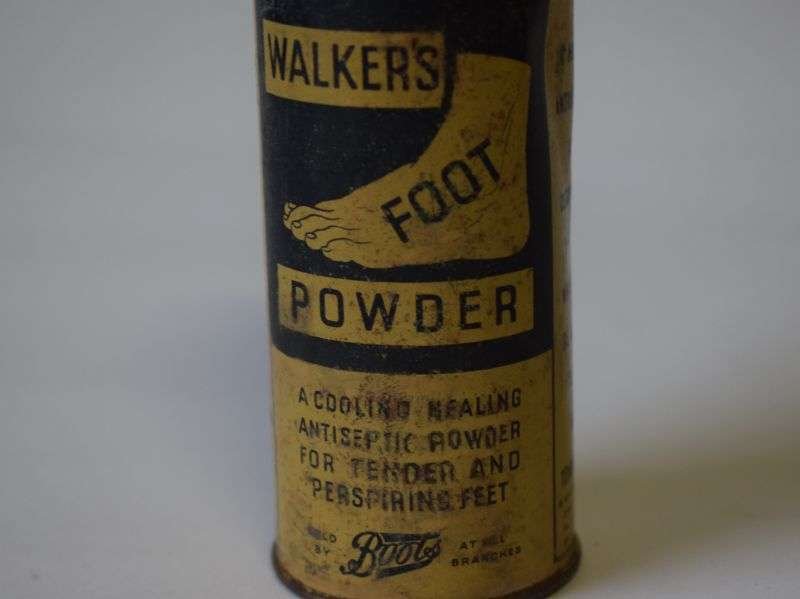 WALKER'S
FOOT
POWDER
A COOLING HEALING
ANTISEPTIC POWDER
FOR TENDER AND
PERSPIRING FEET
SOLD BY Boots AT ALL BRANCHES